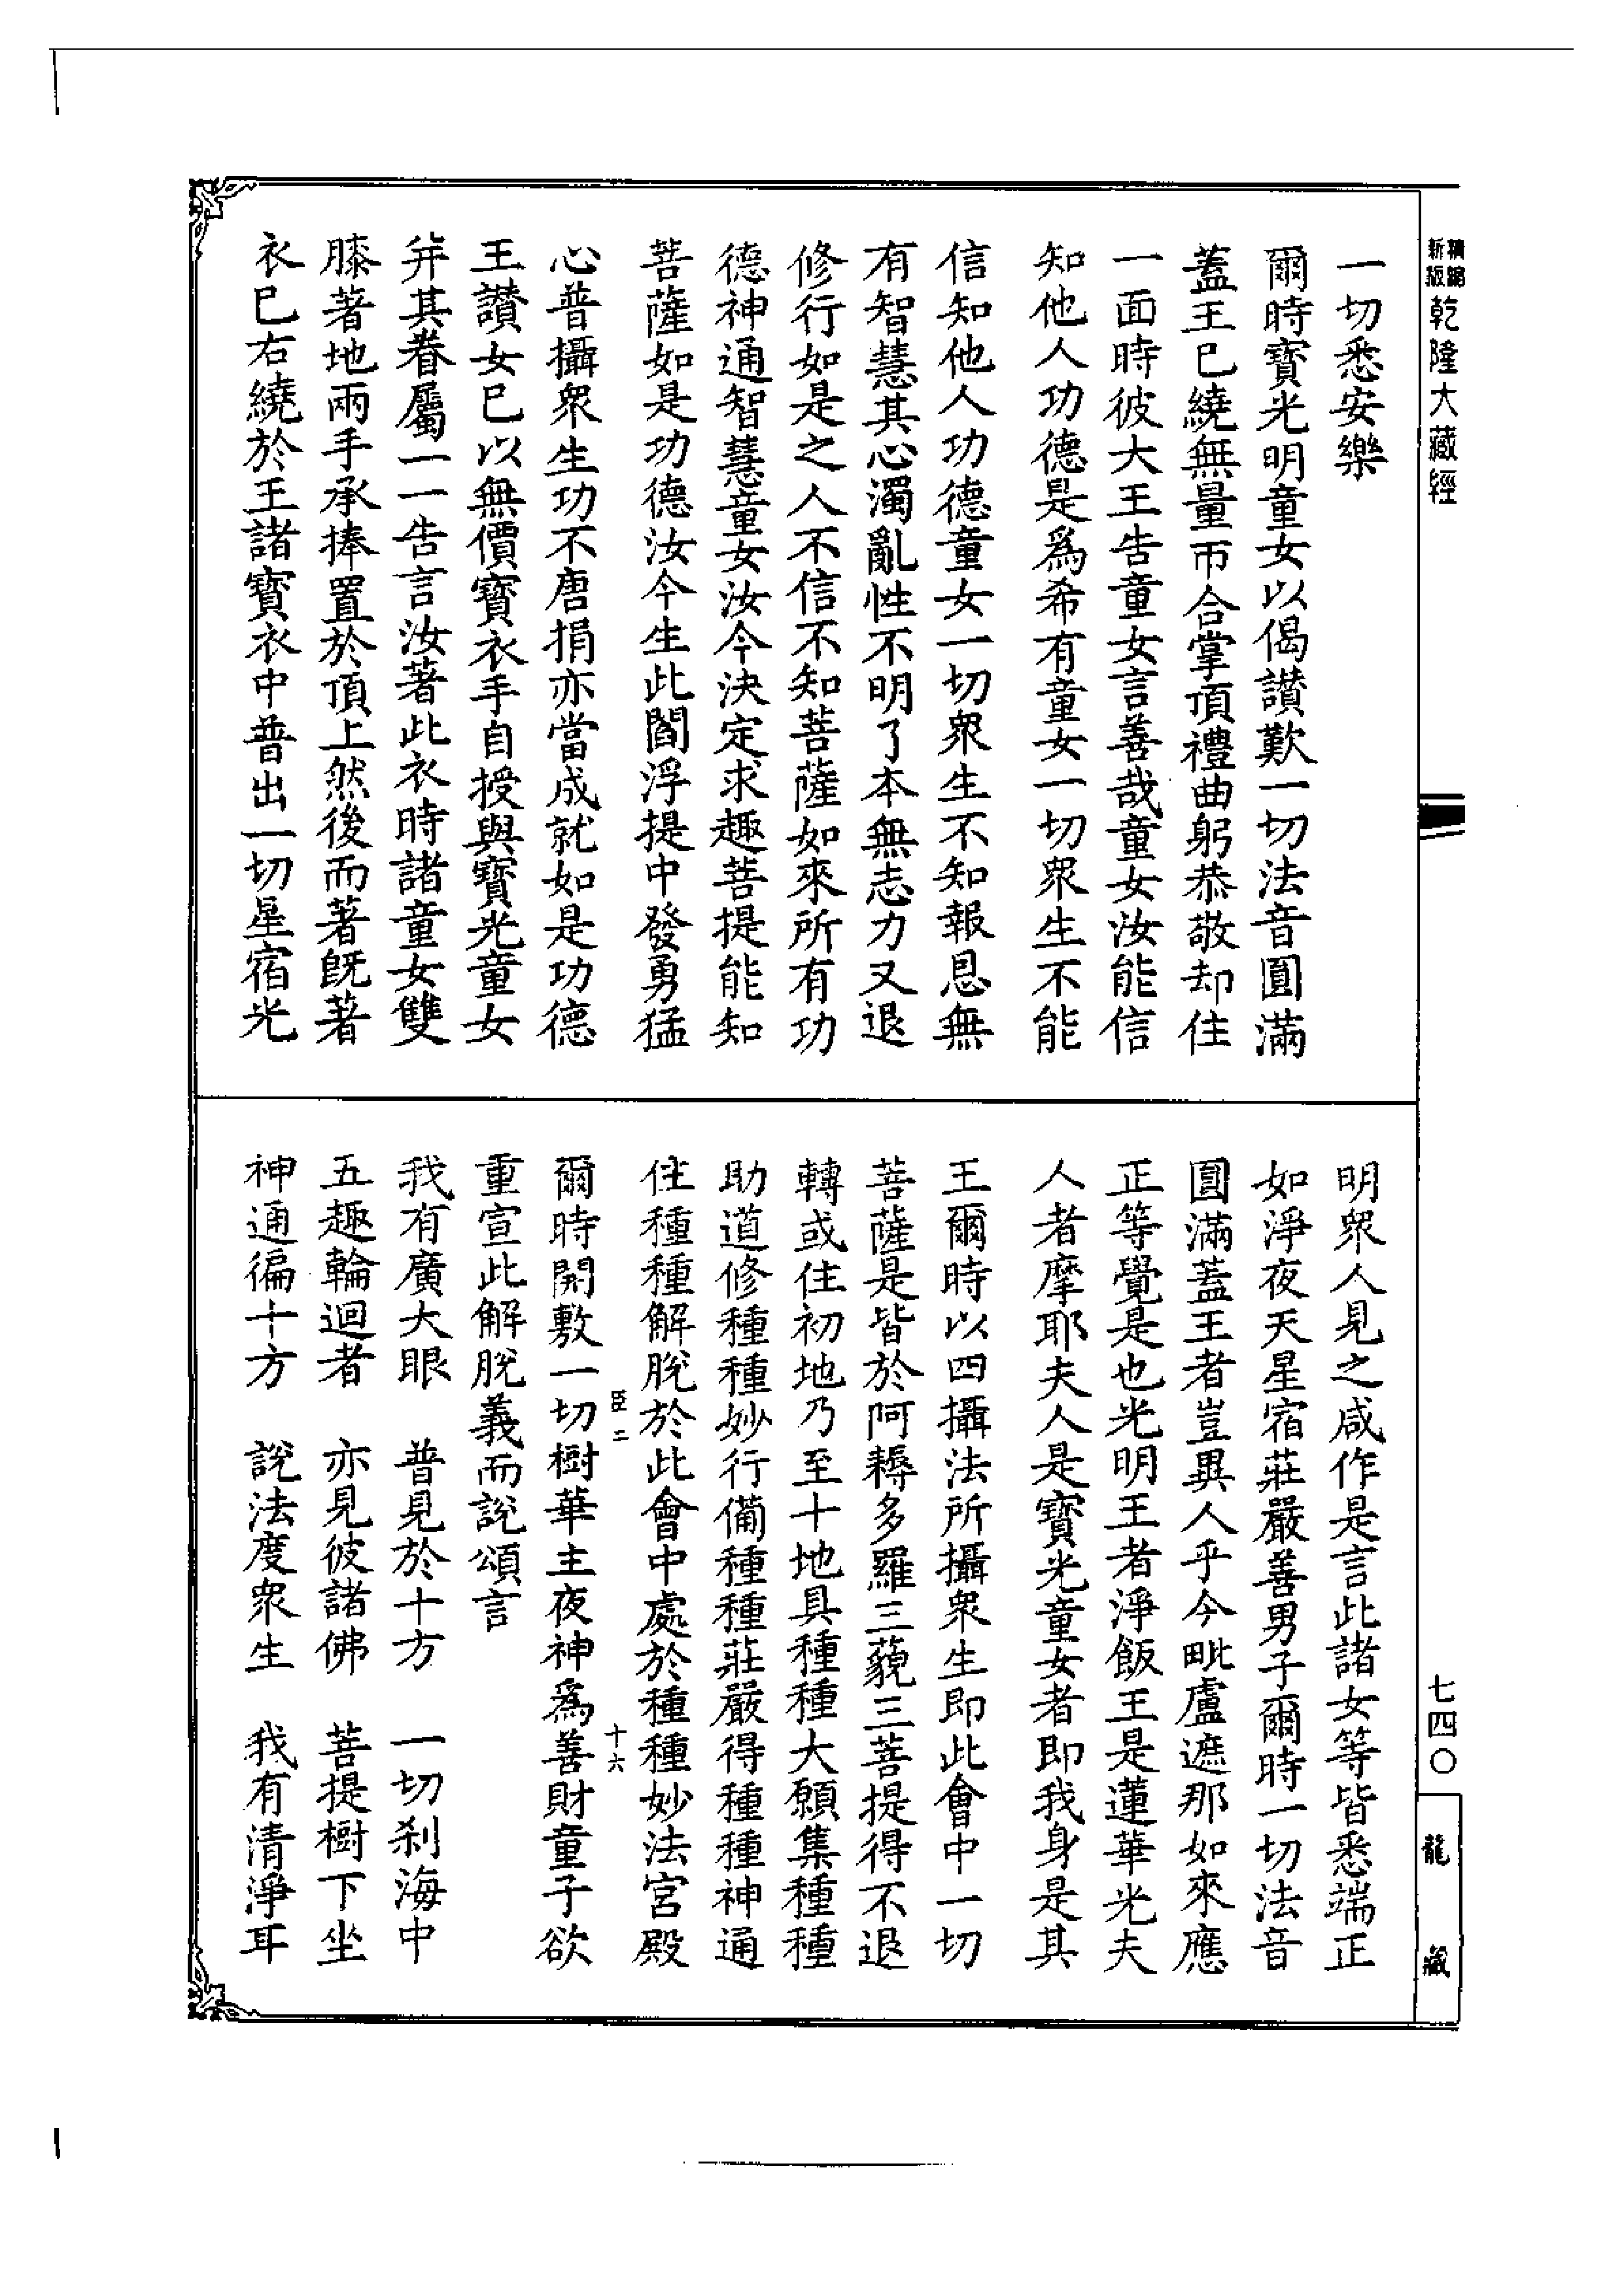 一切悉安樂
爾時寶光明童女以偈讃歎一切法音圓滿
蓋王巳繞無量帀合掌頂禮曲躬恭敬却住
一面時彼大王告童女言善哉童女汝能信
知他人功德是爲希有童女一切衆生不能
信知他人功德童女一切衆生不知報恩無
有智慧其心濁亂性不明了本無志力又退
修行如是之人不信不知菩薩如來所有功
德神通智慧童女汝今決定求趣菩提能知
菩薩如是功德汝今生此閻浮提中發勇猛
心普攝衆生功不唐捐亦當成就如是功德
王讃女巳以無價寶衣手自授與寶光童女
并其眷屬一一告言汝著此衣時諸童女雙
膝著地兩手承捧置於頂上然後而著旣著
衣巳右繞於王諸寶衣中普出一切星宿光
明衆人見之咸作是言此諸女等皆悉端正
如淨夜天星宿莊嚴善男子爾時一切法音
圓滿蓋王者豈異人乎今毗盧遮那如來應
正等覺是也光明王者淨飯王是蓮華光夫
人者摩耶夫人是寶光童女者即我身是其
王爾時以四攝法所攝衆生即此會中一切
菩薩是皆於阿耨多羅三藐三菩提得不退
轉或住初地乃至十地具種種大願集種種
助道修種種妙行備種種莊嚴得種種神通
住種種解脫於此會中處於種種妙法宮殿
臣二
十六
爾時開敷一切樹華主夜神爲善財童子欲
重宣此解脫義而說頌言
我有廣大眼　普見於十方　一切刹海中
五趣輪迴者　亦見彼諸佛　菩提樹下坐
神通徧十方　說法度衆生　我有清淨耳
精縮新版
乾隆大藏經
七四〇
龍藏